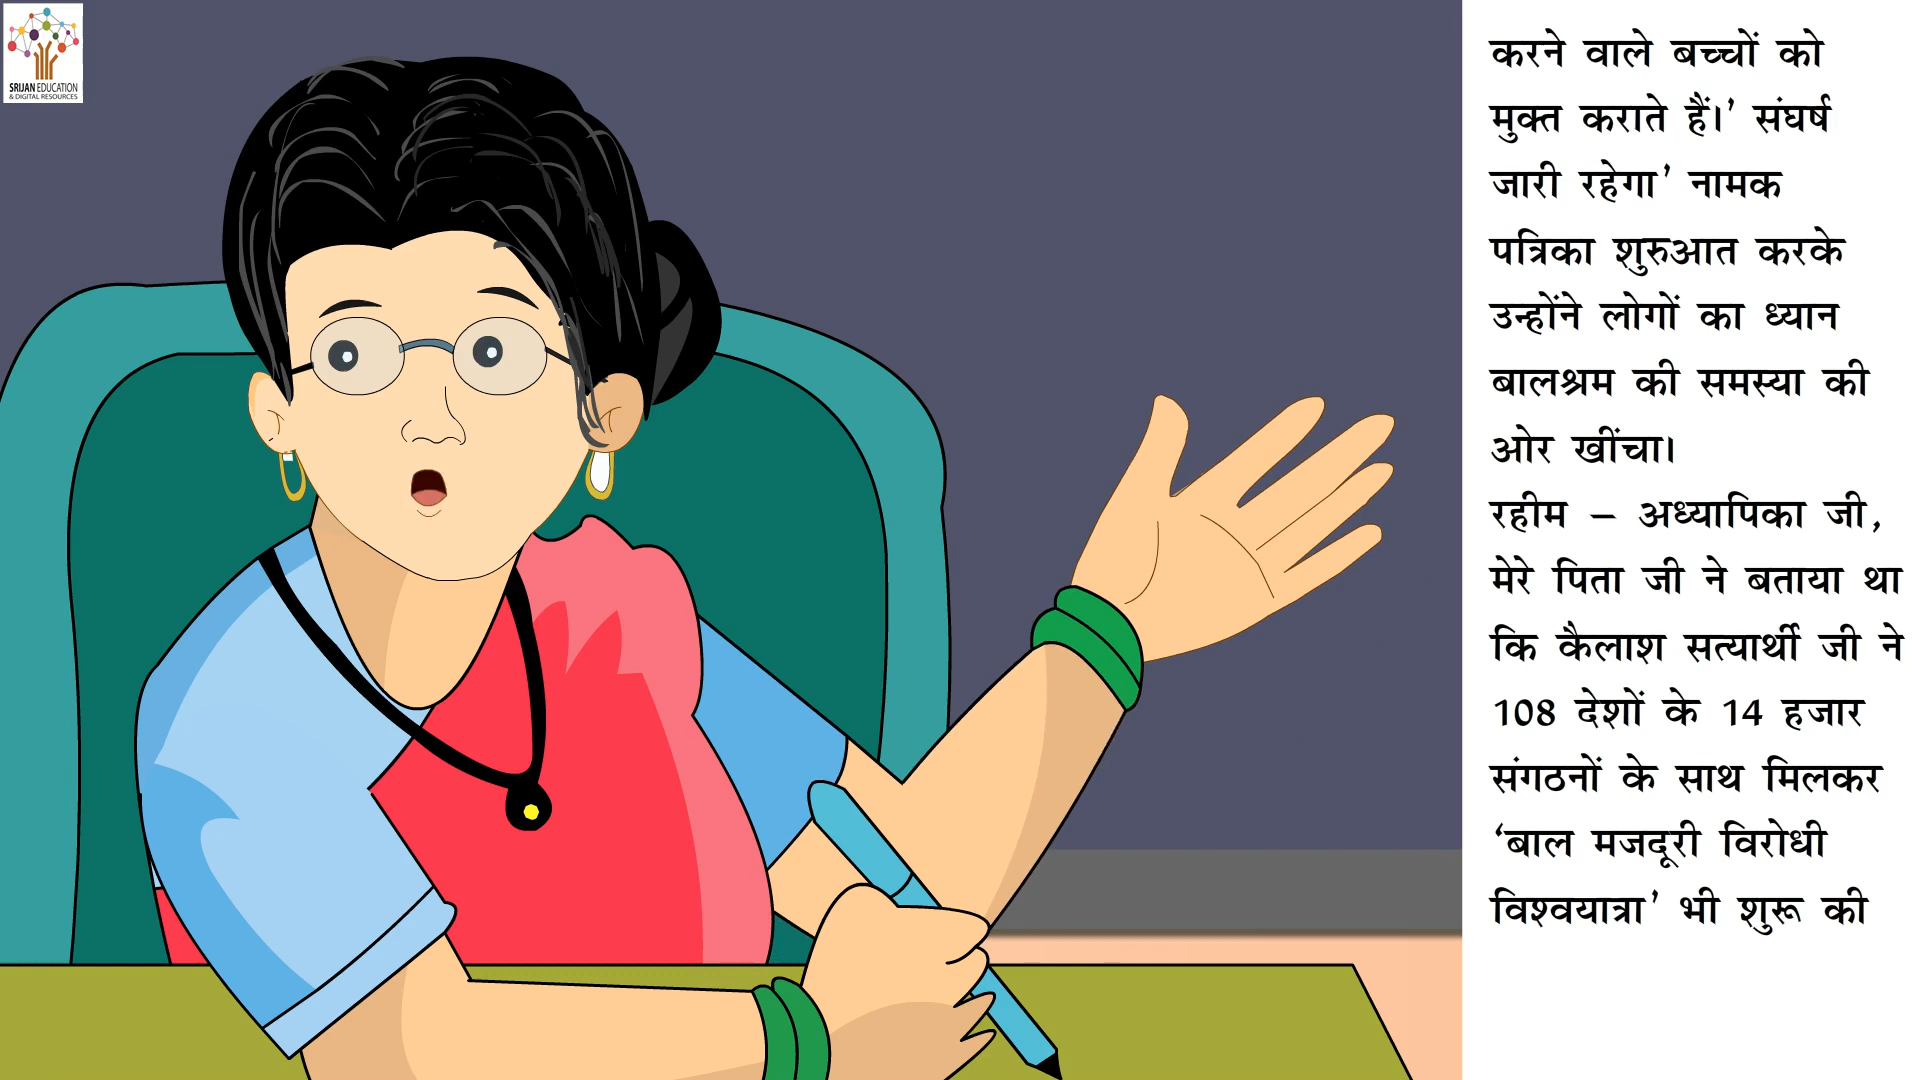 SRIJAN EDUCATION
& DIGITAL RESOURCES
करने वाले बच्चों को
मुक्त कराते हैं।’ संघर्ष
जारी रहेगा’ नामक
पत्रिका शुरुआत करके
उन्होंने लोगों का ध्यान
बालश्रम की समस्या की
ओर खींचा।
रहीम – अध्यापिका जी,
मेरे पिता जी ने बताया था
कि कैलाश सत्यार्थी जी ने
108 देशों के 14 हजार
संगठनों के साथ मिलकर
‘बाल मजदूरी विरोधी
विश्वयात्रा’ भी शुरू की